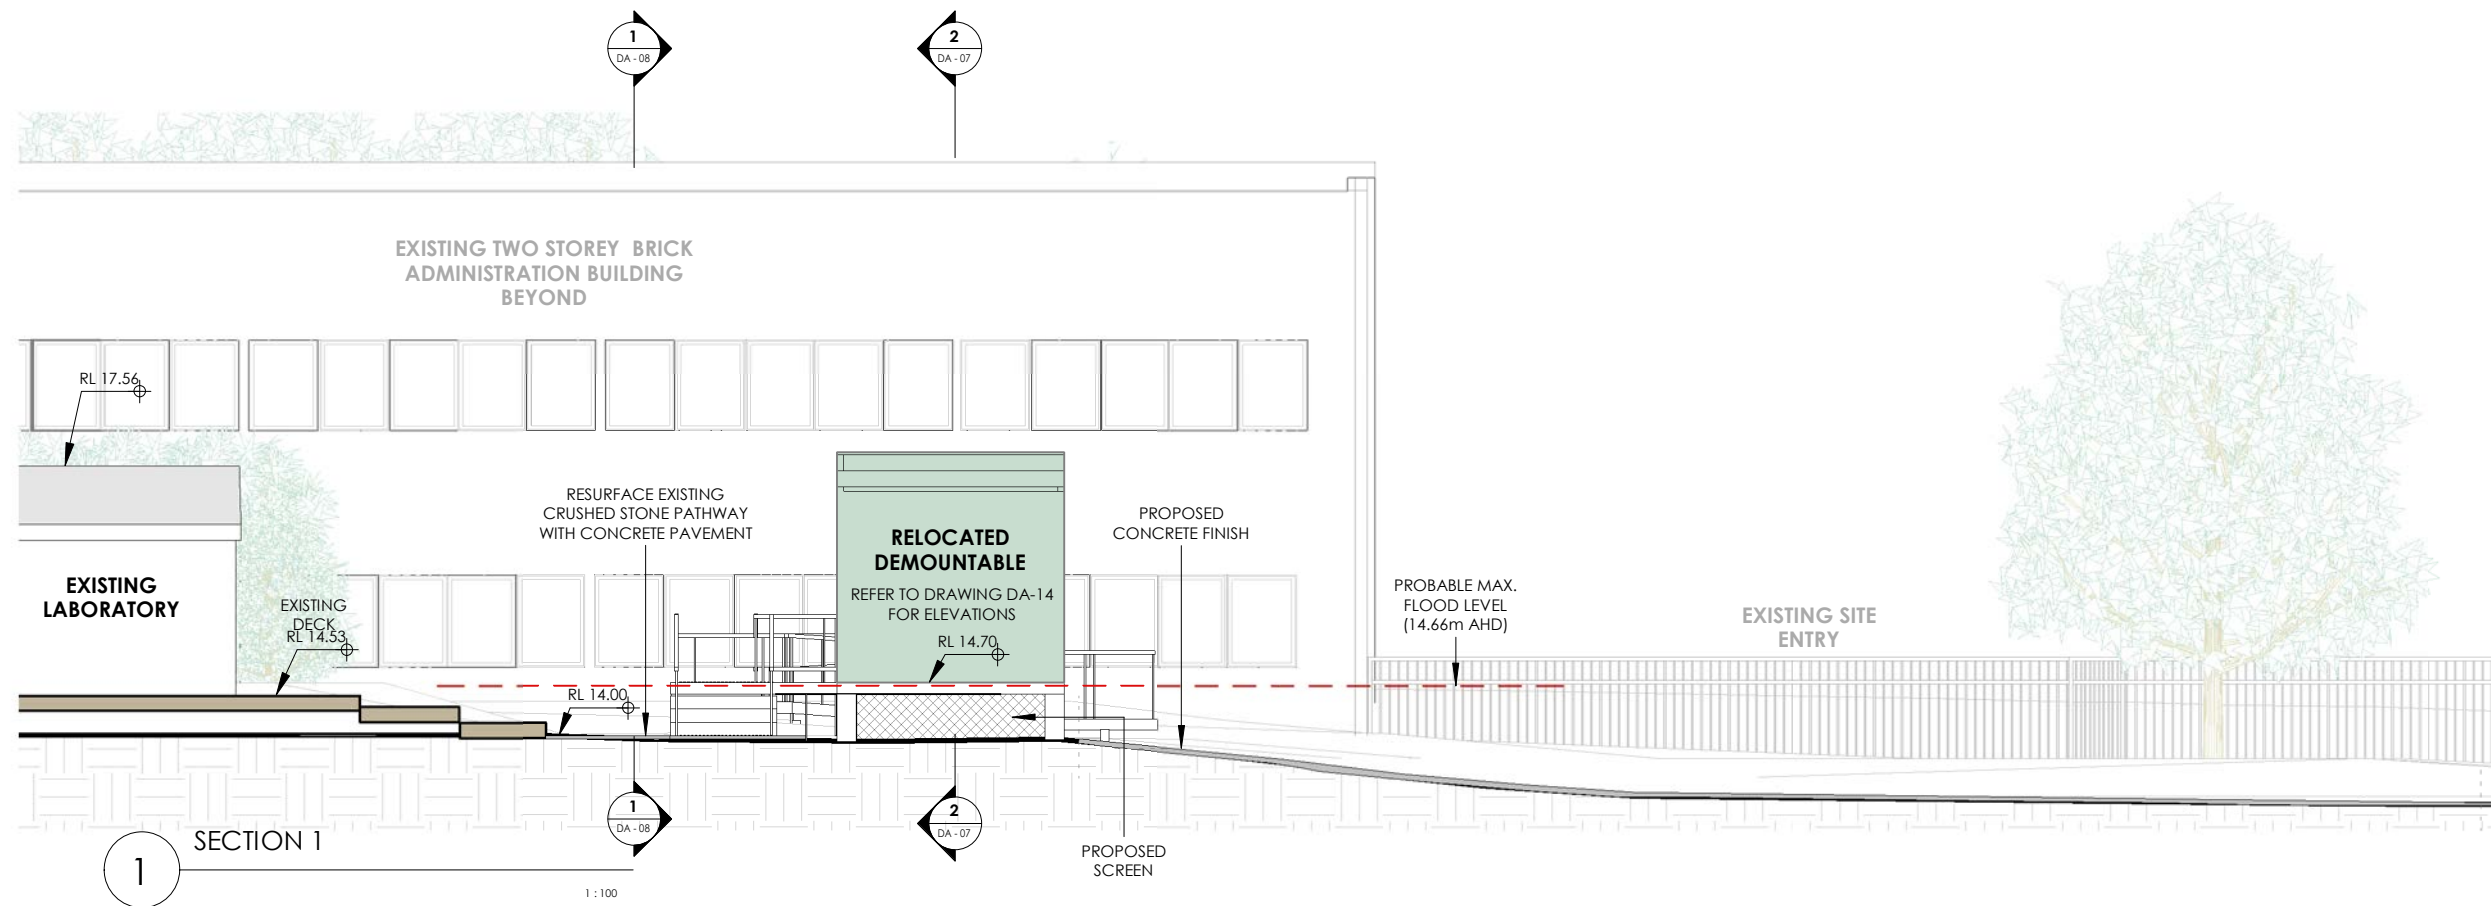 1
DA - 08
2
DA - 07
EXISTING TWO STOREY BRICK
ADMINISTRATION BUILDING
BEYOND
RL 17.56
RESURFACE EXISTING
CRUSHED STONE PATHWAY
WITH CONCRETE PAVEMENT
PROPOSED
CONCRETE FINISH
RELOCATED
DEMOUNTABLE
REFER TO DRAWING DA-14
FOR ELEVATIONS
RL 14.70
EXISTING
LABORATORY
EXISTING
DECK
RL 14.53
RL 14.00
PROBABLE MAX.
FLOOD LEVEL
(14.66m AHD)
EXISTING SITE
ENTRY
1
DA - 08
2
DA - 07
PROPOSED
SCREEN
1
SECTION 1
1 : 100